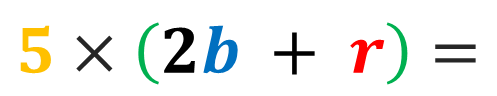 5 × (2b + r) =